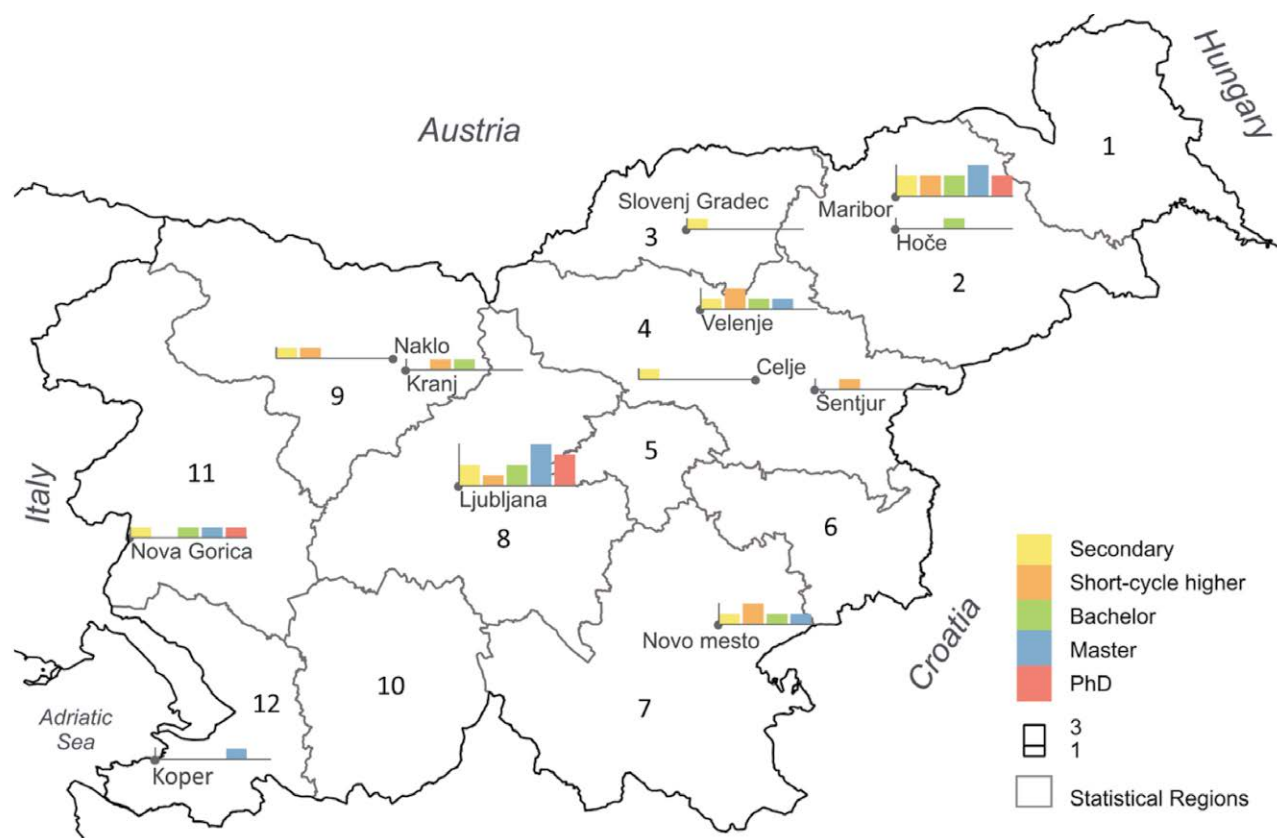 Hungary
Austria
1
Slovenj Gradec
Maribor
3
Hoče
2
4
Velenje
Naklo
Celje
Kranj
Šentjur
9
5
Italy
11
Ljubljana
6
8
Nova Gorica
Secondary
Short-cycle higher
Bachelor
Master
PhD
Novo mesto
Croatia
10
12
7
Adriatic
Sea
3
1
Koper
Statistical Regions